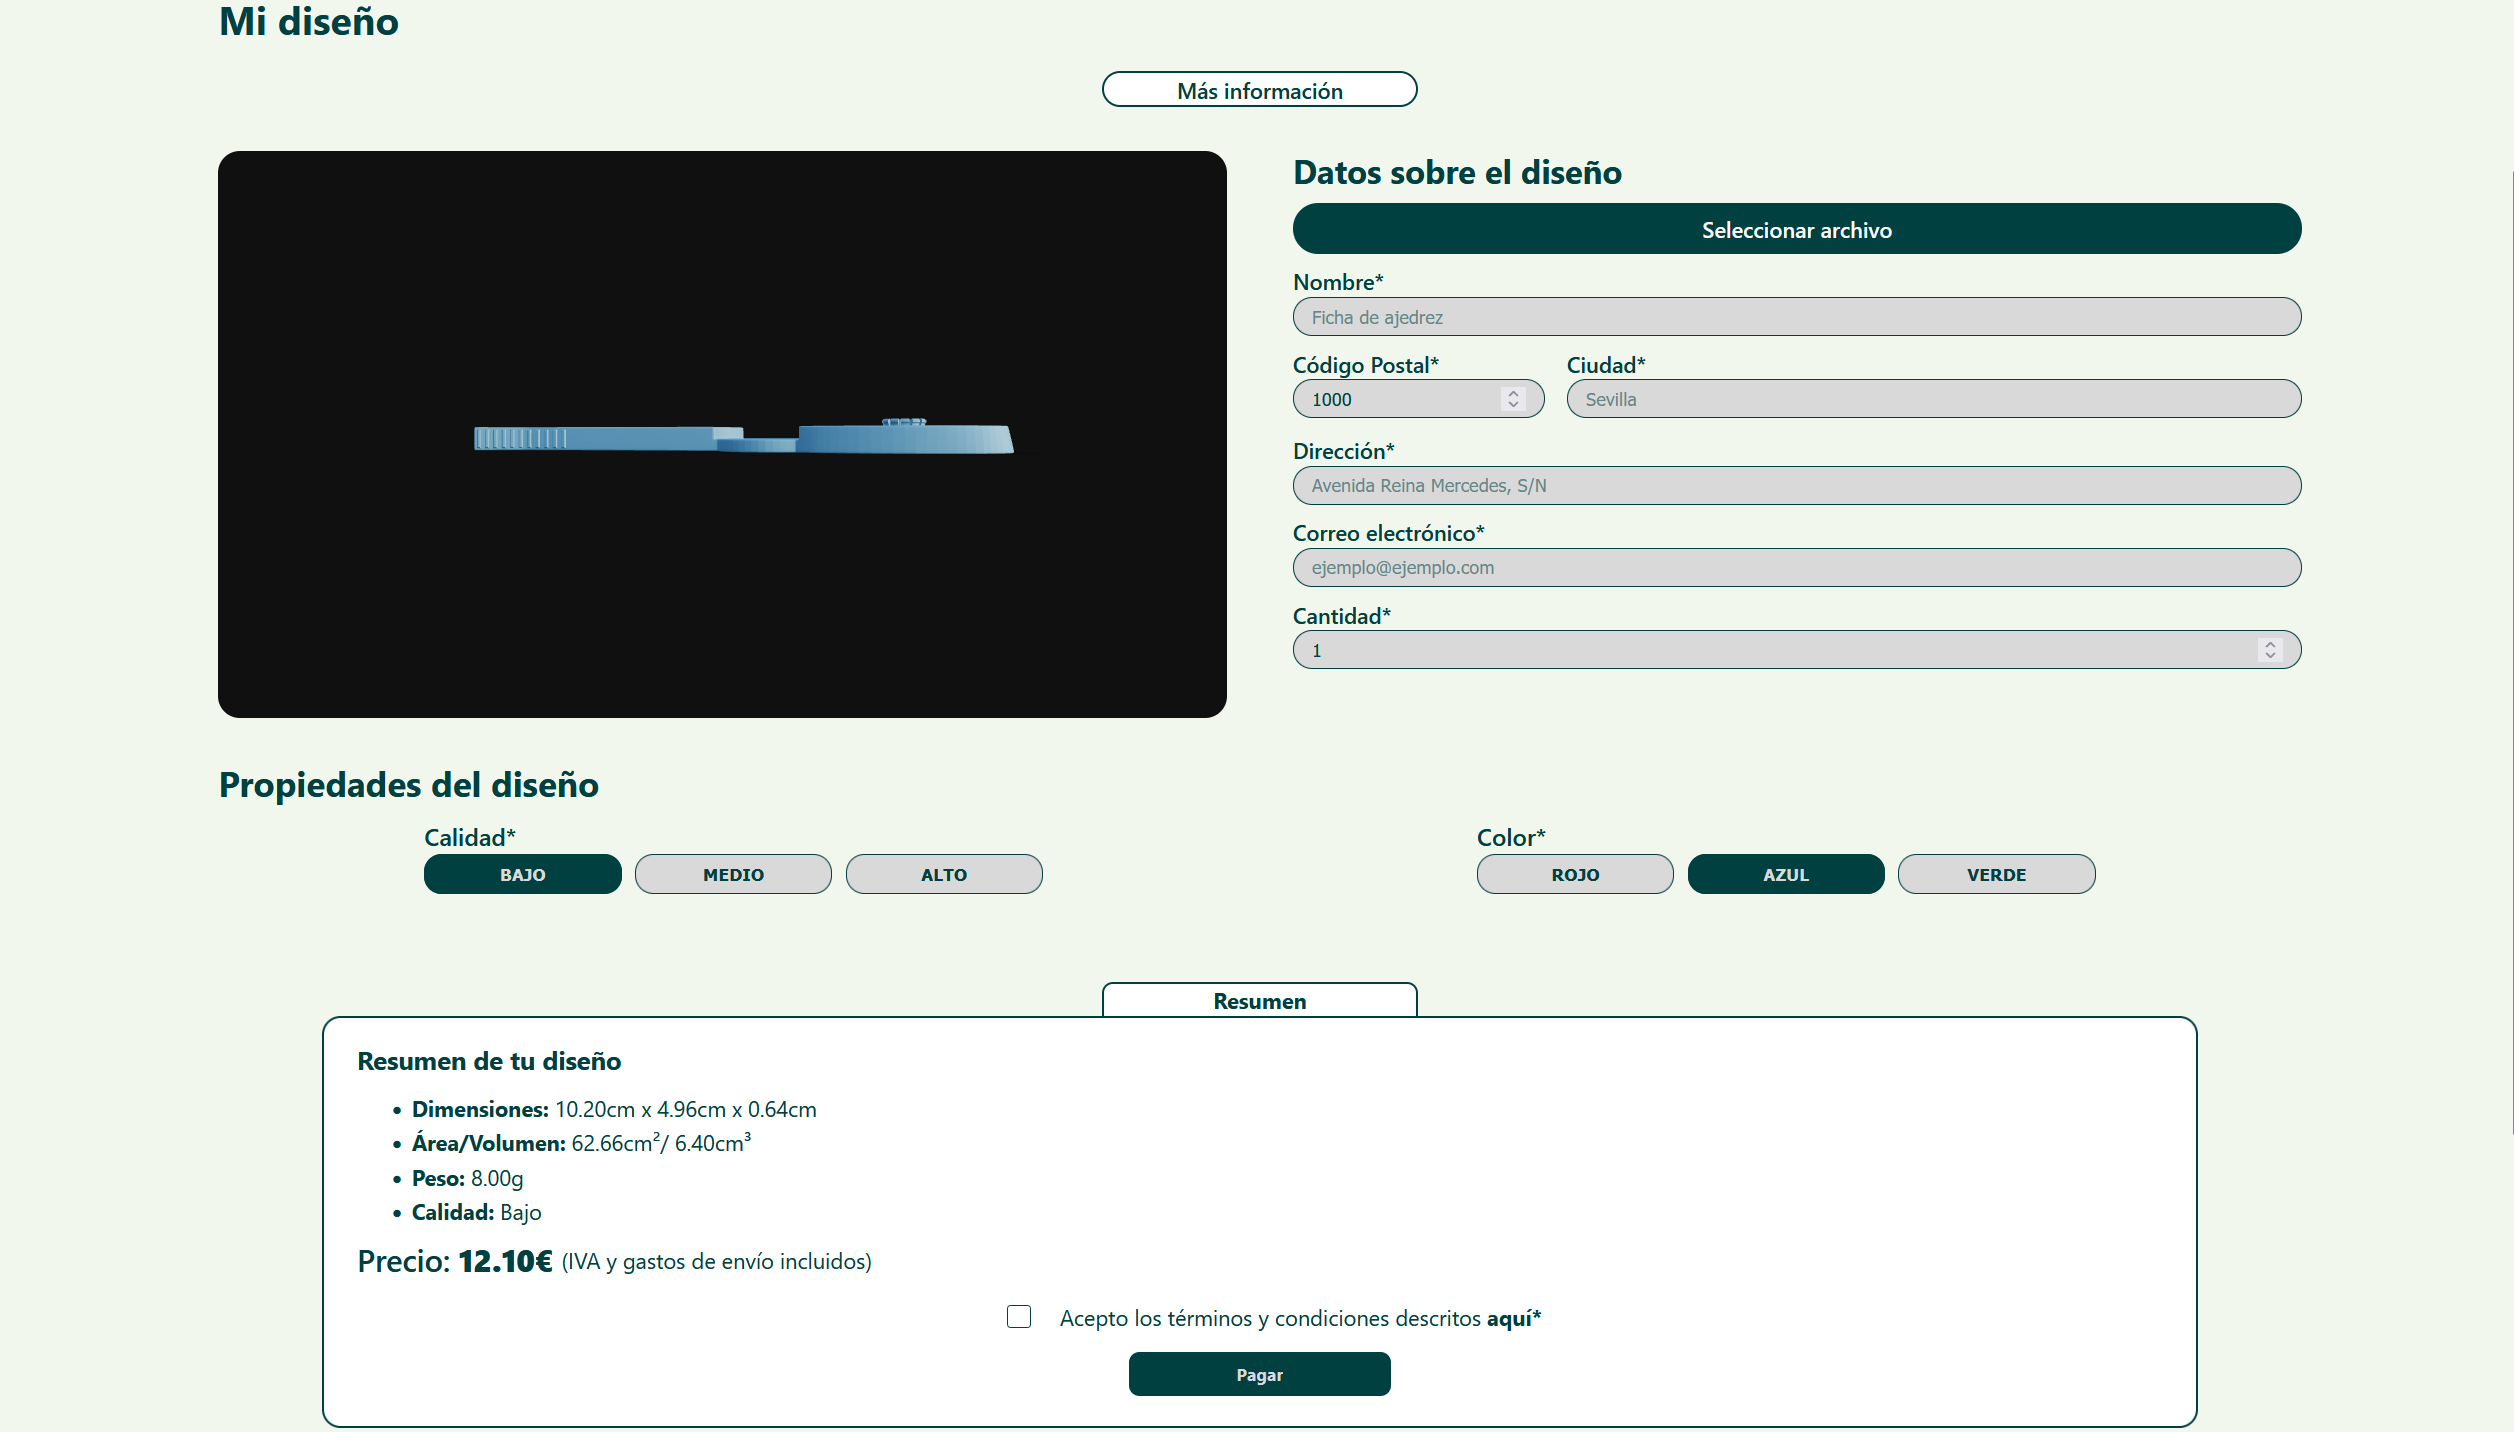 Mi diseño
Más información
Datos sobre el diseño
Seleccionar archivo
Nombre*
Ficha de ajedrez
Código Postal* Ciudad*
1000 Sevilla
Dirección*
Avenida Reina Mercedes, S/N
Correo electrónico*
ejemplo@ejemplo.com
Cantidad*
1
Propiedades del diseño
Calidad* Color*
BAJO MEDIO ALTO ROJO AZUL VERDE
Resumen
Resumen de tu diseño
• Dimensiones: 10.20cm x 4.96cm x 0.64cm
• Área/Volumen: 62.66cm²/ 6.40cm³
• Peso: 8.00g
• Calidad: Bajo
Precio: 12.10€ (IVA y gastos de envío incluidos)
Acepto los términos y condiciones descritos aquí*
Pagar